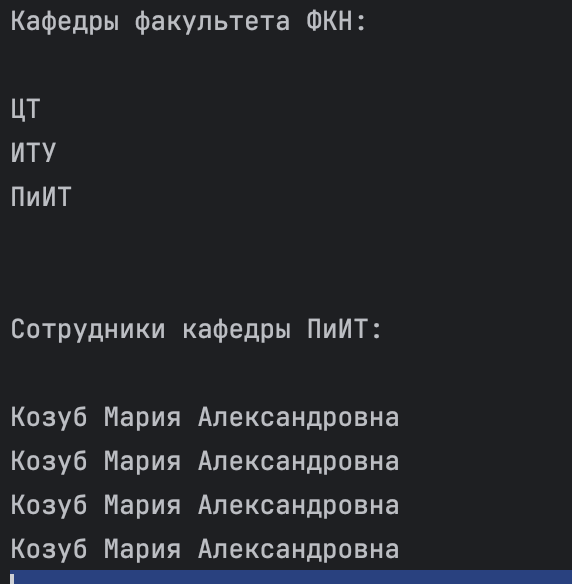 Кафедры факультета ФКН:
ЦТ
ИТУ
ПиИТ
Сотрудники кафедры ПиИТ:
Козуб Мария Александровна
Козуб Мария Александровна
Козуб Мария Александровна
Козуб Мария Александровна